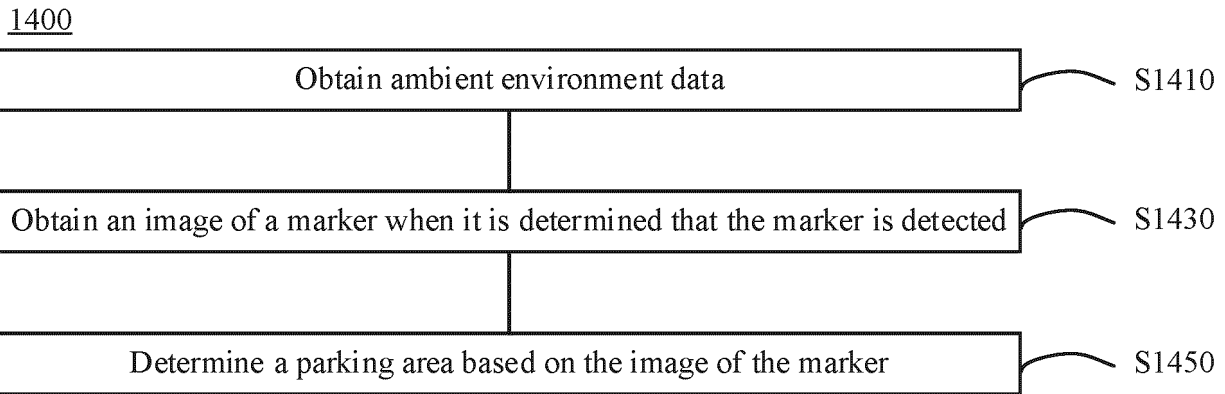 1400
Obtain ambient environment data S1410
Obtain an image of a marker when it is determined that the marker is detected S1430
Determine a parking area based on the image of the marker S1450